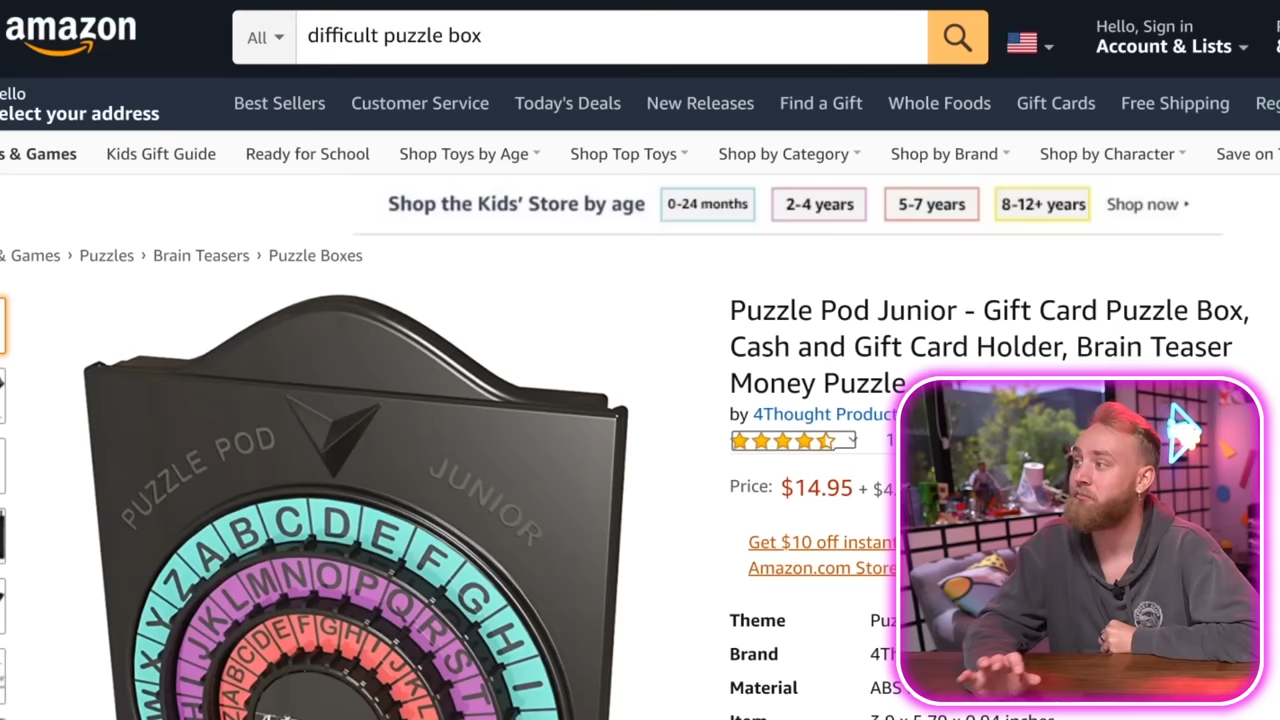 amazon
All
difficult puzzle box
Hello, Sign in
Account & Lists
ello
elect your address
Best Sellers
Customer Service
Today's Deals
New Releases
Find a Gift
Whole Foods
Gift Cards
Free Shipping
Reg
s & Games
Kids Gift Guide
Ready for School
Shop Toys by Age
Shop Top Toys
Shop by Category
Shop by Brand
Shop by Character
Save on T
Shop the Kids' Store by age
0-24 months
2-4 years
5-7 years
8-12+ years
Shop now
& Games › Puzzles › Brain Teasers › Puzzle Boxes
Puzzle Pod Junior - Gift Card Puzzle Box,
Cash and Gift Card Holder, Brain Teaser
Money Puzzle
by 4Thought Product
Price: $14.95 + $4.
Get $10 off instan
Amazon.com Store
Theme Puz
Brand 4Th
Material ABS
PUZZLE POD JUNIOR
W X Y Z A B C D E F G H I
H I J K L M N O P Q R S T
Z A B C D E F G H I J K L